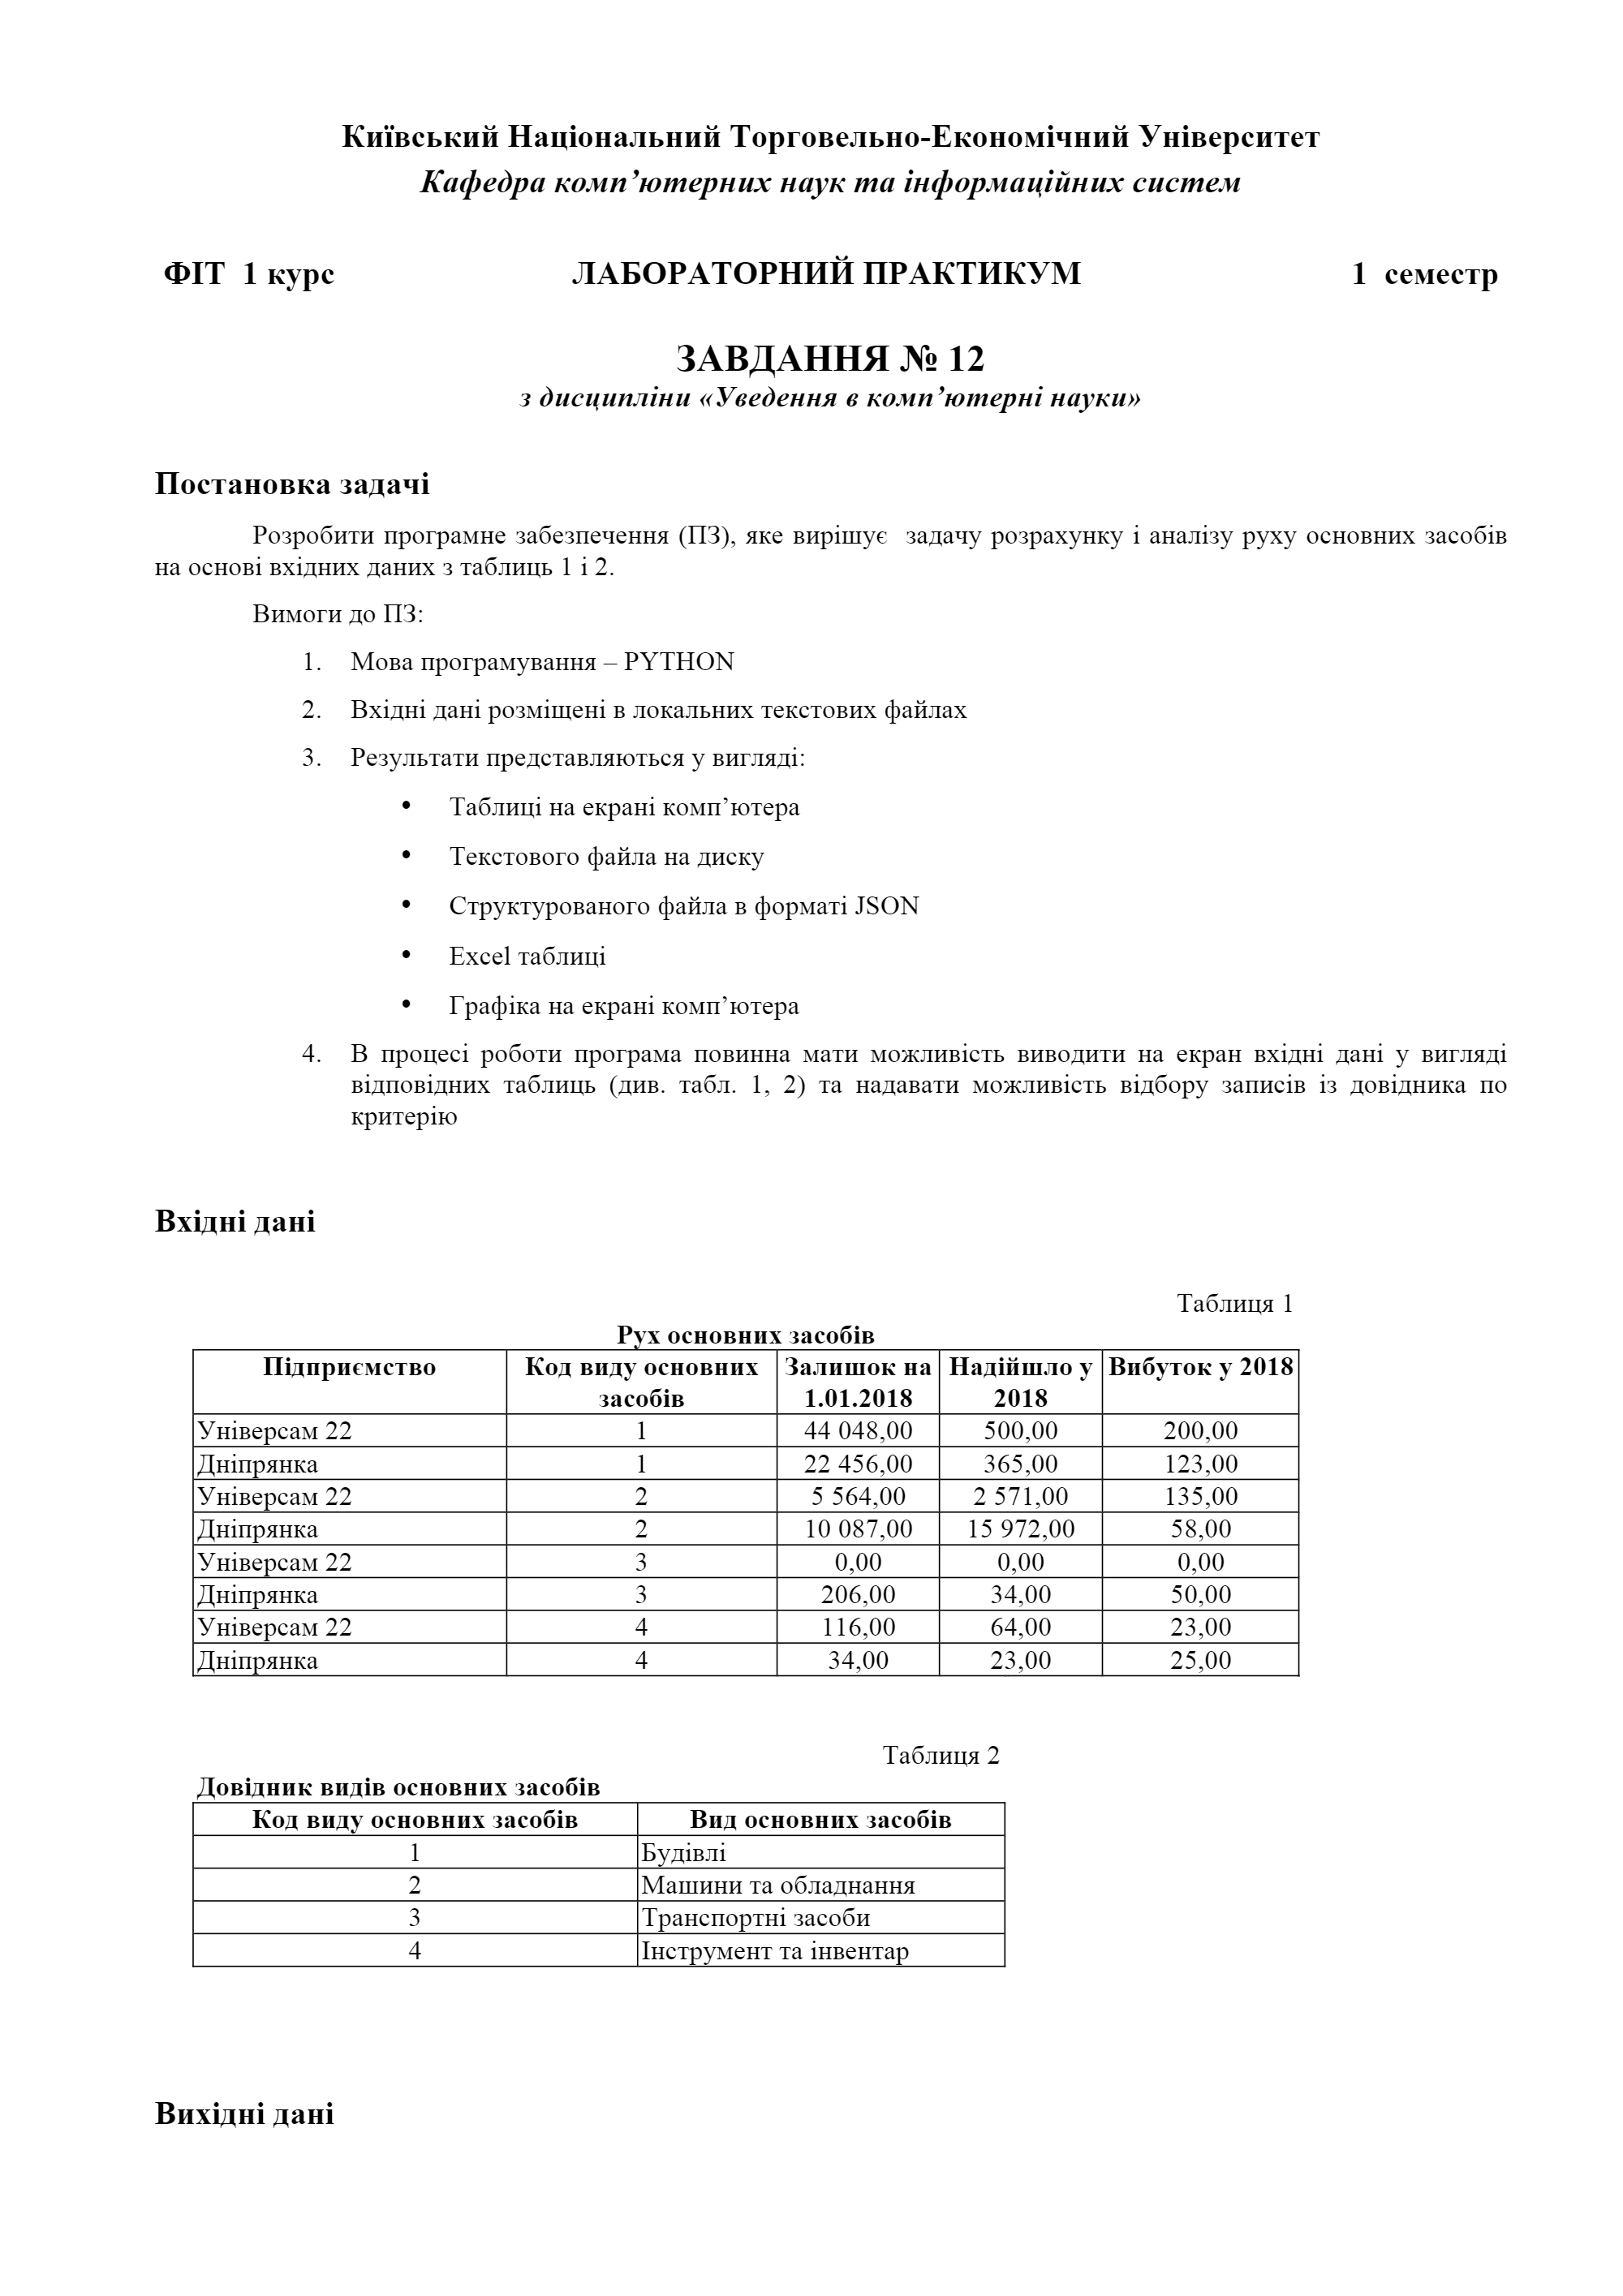 Київський Національний Торговельно-Економічний Університет
Кафедра комп’ютерних наук та інформаційних систем
ФІТ 1 курс ЛАБОРАТОРНИЙ ПРАКТИКУМ 1 семестр
ЗАВДАННЯ № 12
з дисципліни «Уведення в комп’ютерні науки»
Постановка задачі
Розробити програмне забезпечення (ПЗ), яке вирішує задачу розрахунку і аналізу руху основних засобів
на основі вхідних даних з таблиць 1 і 2.
Вимоги до ПЗ:
1. Мова програмування – PYTHON
2. Вхідні дані розміщені в локальних текстових файлах
3. Результати представляються у вигляді:
• Таблиці на екрані комп’ютера
• Текстового файла на диску
• Структурованого файла в форматі JSON
• Excel таблиці
• Графіка на екрані комп’ютера
4. В процесі роботи програма повинна мати можливість виводити на екран вхідні дані у вигляді
відповідних таблиць (див. табл. 1, 2) та надавати можливість відбору записів із довідника по
критерію
Вхідні дані
Таблиця 1
Рух основних засобів
Підприємство Код виду основних Залишок на Надійшло у Вибуток у 2018
засобів 1.01.2018 2018
Універсам 22 1 44 048,00 500,00 200,00
Дніпрянка 1 22 456,00 365,00 123,00
Універсам 22 2 5 564,00 2 571,00 135,00
Дніпрянка 2 10 087,00 15 972,00 58,00
Універсам 22 3 0,00 0,00 0,00
Дніпрянка 3 206,00 34,00 50,00
Універсам 22 4 116,00 64,00 23,00
Дніпрянка 4 34,00 23,00 25,00
Таблиця 2
Довідник видів основних засобів
Код виду основних засобів Вид основних засобів
1 Будівлі
2 Машини та обладнання
3 Транспортні засоби
4 Інструмент та інвентар
Вихідні дані